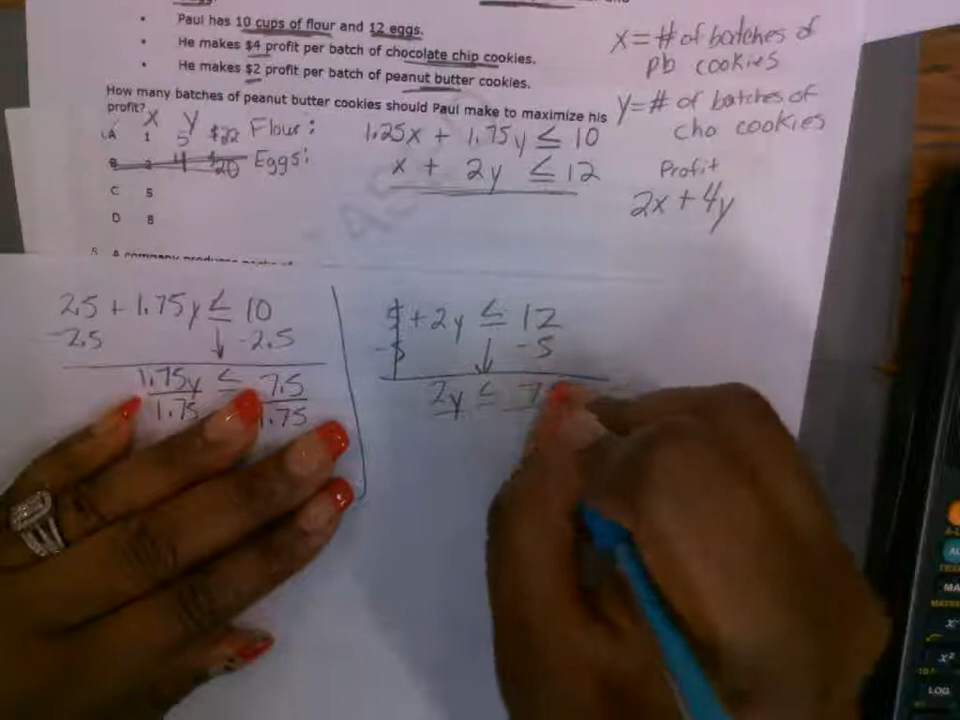 Paul has 10 cups of flour and 12 eggs.
He makes $4 profit per batch of chocolate chip cookies.
He makes $2 profit per batch of peanut butter cookies.
How many batches of peanut butter cookies should Paul make to maximize his
profit?
x = # of batches of
pb cookies
y = # of batches of
cho cookies
Profit
2x + 4y
X Y
A 1 5 $22
B 4 $20
C 5
D 8
Flour: 1.25x + 1.75y ≤ 10
Eggs: x + 2y ≤ 12
2.5 + 1.75y ≤ 10
-2.5 -2.5
1.75y ≤ 7.5
1.75 1.75
5 + 2y ≤ 12
-5 -5
2y ≤ 7
LOG